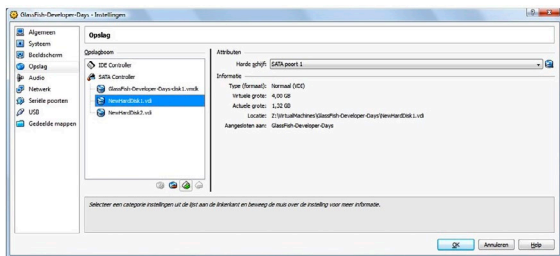 GlassFish-Developer-Days - Instellingen
Algemeen
Systeem
Beeldscherm
Opslag
Audio
Netwerk
Seriële poorten
USB
Gedeelde mappen
Opslag
Opslagboom
IDE Controller
SATA Controller
GlassFish-Developer-Days-disk1.vmdk
NewHardDisk1.vdi
NewHardDisk2.vdi
Attributen
Harde schijf: SATA poort 1
Informatie
Type (formaat): Normaal (VDI)
Virtuele grote: 4,00 GB
Actuele grote: 1,32 GB
Locatie: Z:\VirtualMachines\GlassFish-Developer-Days\NewHardDisk1.vdi
Aangesloten aan: GlassFish-Developer-Days
Selecteer een categorie instellingen uit de lijst aan de linkerkant en beweeg de muis over de instelling voor meer informatie.
OK Annuleren Help